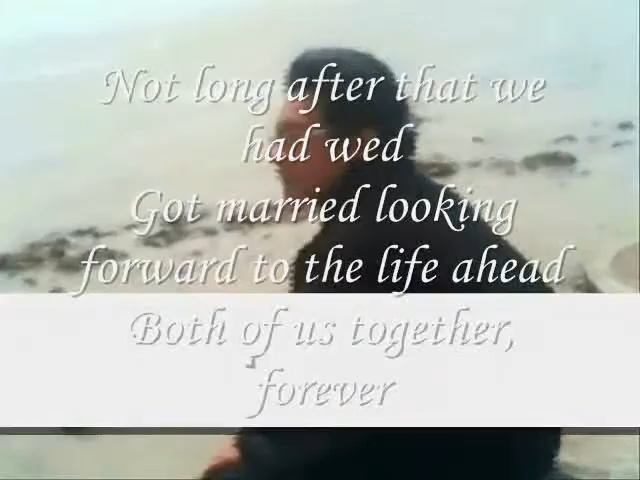 Not long after that we
had wed
Got married looking
forward to the life ahead
Both of us together,
forever